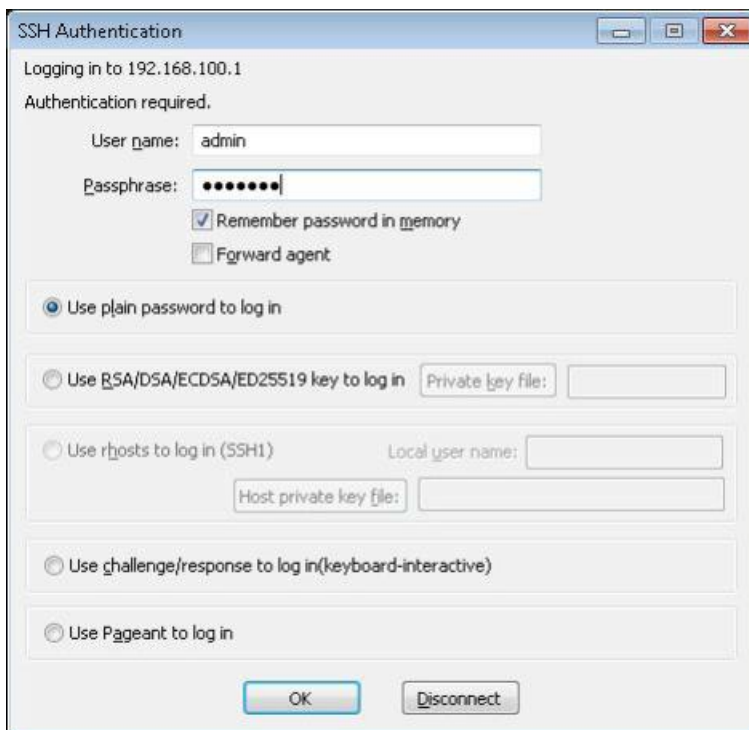 SSH Authentication
Logging in to 192.168.100.1
Authentication required.
User name: admin
Passphrase: ●●●●●●●
Remember password in memory
Forward agent
Use plain password to log in
Use RSA/DSA/ECDSA/ED25519 key to log in Private key file:
Use rhosts to log in (SSH1) Local user name:
Host private key file:
Use challenge/response to log in(keyboard-interactive)
Use Pageant to log in
OK Disconnect